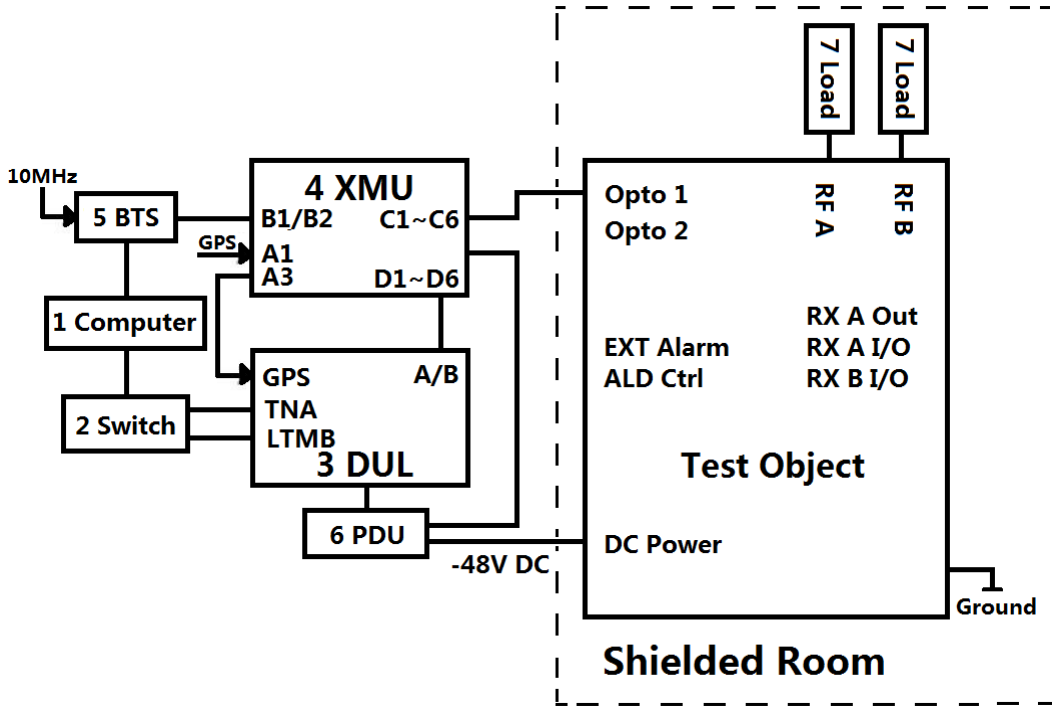 10MHz
5 BTS
1 Computer
2 Switch
4 XMU
B1/B2
C1~C6
GPS
A1
A3
D1~D6
GPS
A/B
TNA
LTMB
3 DUL
6 PDU
-48V DC
7 Load
7 Load
Opto 1
Opto 2
RF A
RF B
RX A Out
EXT Alarm
RX A I/O
ALD Ctrl
RX B I/O
Test Object
DC Power
Ground
Shielded Room